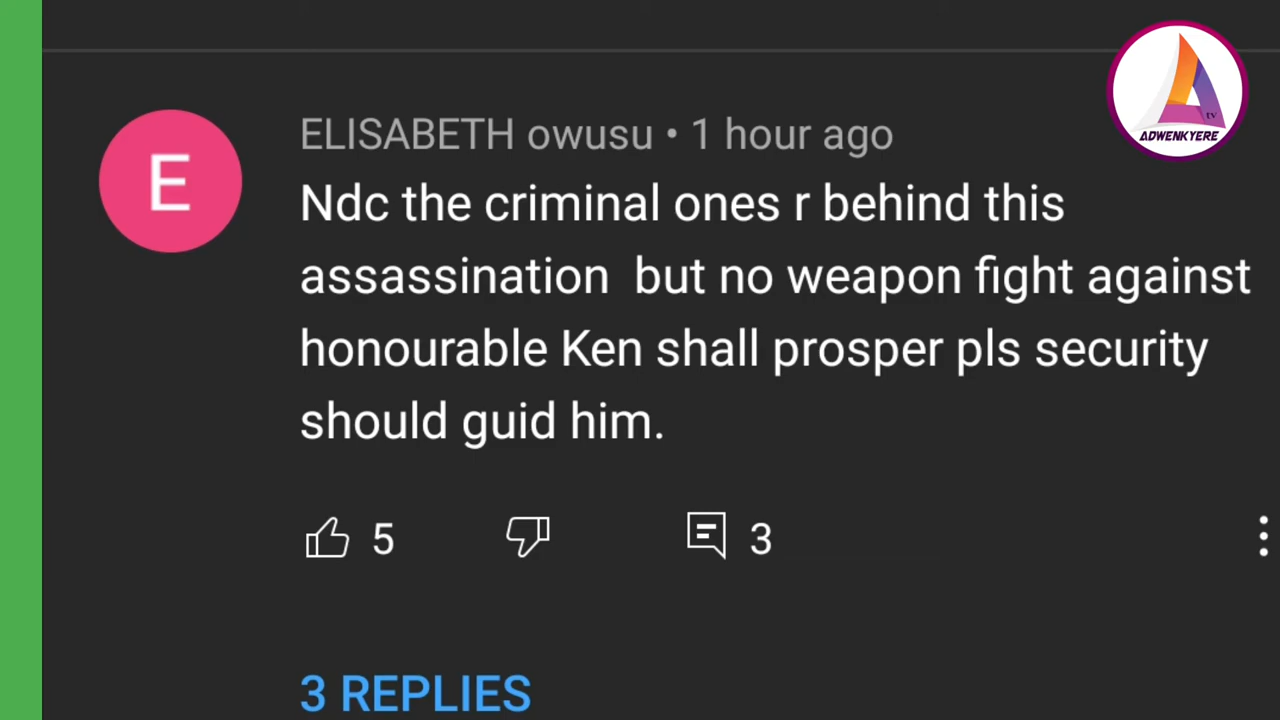 tv
ADWENKYERE
E
ELISABETH owusu • 1 hour ago
Ndc the criminal ones r behind this
assassination but no weapon fight against
honourable Ken shall prosper pls security
should guid him.
5
3
3 REPLIES